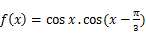 f(x) = cos x . cos(x − π/3)